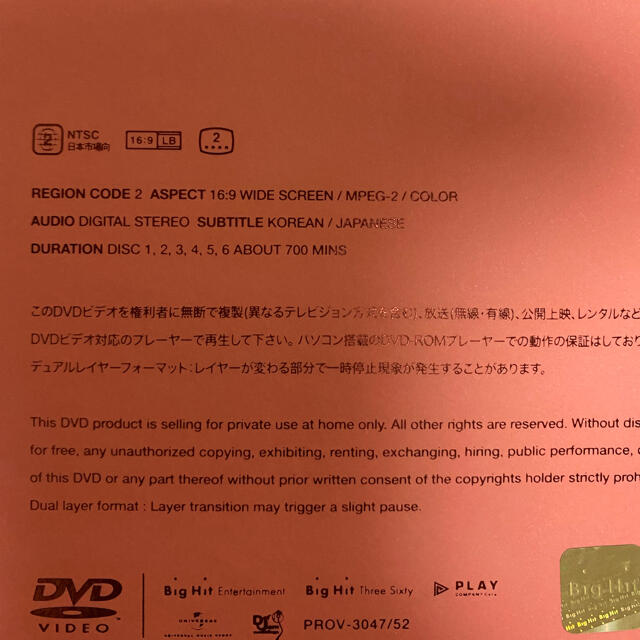 2
NTSC
日本市場向
16:9 LB
2
REGION CODE 2 ASPECT 16:9 WIDE SCREEN / MPEG-2 / COLOR
AUDIO DIGITAL STEREO SUBTITLE KOREAN / JAPANESE
DURATION DISC 1, 2, 3, 4, 5, 6 ABOUT 700 MINS
このDVDビデオを権利者に無断で複製(異なるテレビジョン方式を含む)、放送(無線・有線)、公開上映、レンタルなど
DVDビデオ対応のプレーヤーで再生して下さい。パソコン搭載のDVD-ROMプレーヤーでの動作の保証はしており
デュアルレイヤーフォーマット:レイヤーが変わる部分で一時停止現象が発生することがあります。
This DVD product is selling for private use at home only. All other rights are reserved. Without dis
for free, any unauthorized copying, exhibiting, renting, exchanging, hiring, public performance,
of this DVD or any part thereof without prior written consent of the copyrights holder strictly proh
Dual layer format : Layer transition may trigger a slight pause.
DVD VIDEO
Big Hit Entertainment
Big Hit Three Sixty
PLAY COMPANY Corp.
UNIVERSAL
UNIVERSAL MUSIC GROUP
PROV-3047/52
Big Hit